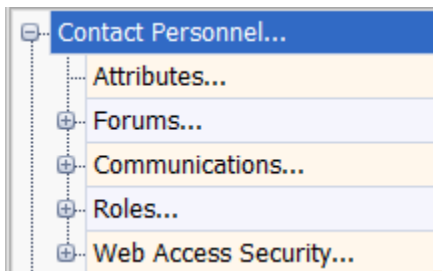 Contact Personnel...
Attributes...
Forums...
Communications...
Roles...
Web Access Security...